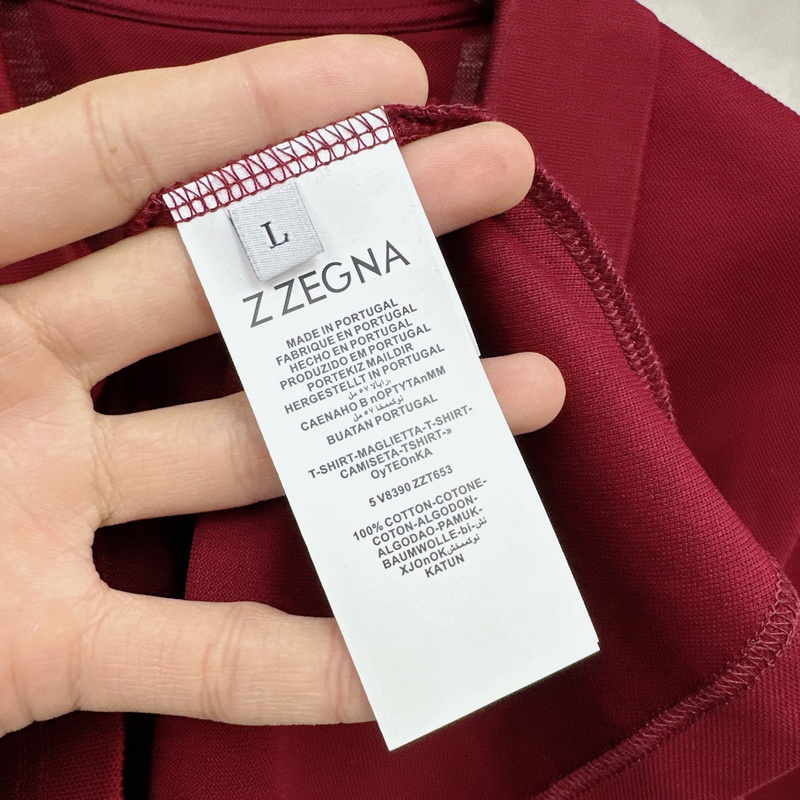 L
Z ZEGNA
MADE IN PORTUGAL
FABRIQUE EN PORTUGAL
HECHO EN PORTUGAL
PRODUZIDO EM PORTUGAL
PORTEKIZ MAILDIR
HERGESTELLT IN PORTUGAL
CAENAHO B nOPTYTAnMM
BUATAN PORTUGAL
T-SHIRT-MAGLIETTA-T-SHIRT-
CAMISETA-TSHIRT-»
OyTEOnKA
5 V8390 ZZT653
100% COTTON-COTONE-
COTON-ALGODON-
ALGODAO-PAMUK-
BAUMWOLLE-bi-
XJOnOK
KATUN